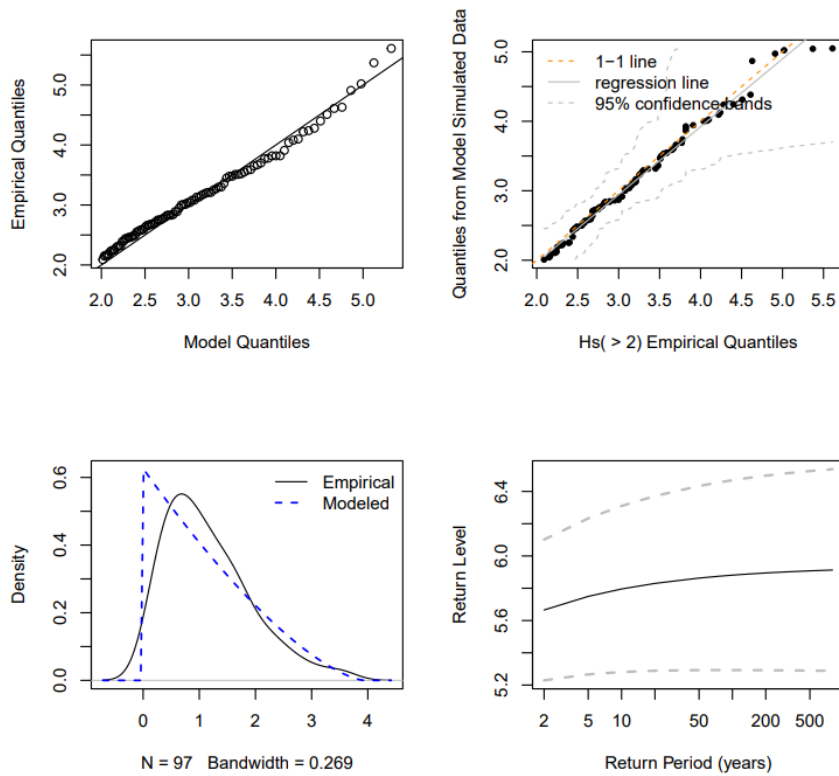 Empirical Quantiles
2.0 3.0 4.0 5.0
2.0 2.5 3.0 3.5 4.0 4.5 5.0
Model Quantiles
Quantiles from Model Simulated Data
2.0 3.0 4.0 5.0
1−1 line
regression line
95% confidence bands
2.0 2.5 3.0 3.5 4.0 4.5 5.0 5.5
Hs( > 2) Empirical Quantiles
Density
0.0 0.2 0.4 0.6
Empirical
Modeled
0 1 2 3 4
N = 97 Bandwidth = 0.269
Return Level
5.2 5.6 6.0 6.4
2 5 10 50 200 500
Return Period (years)